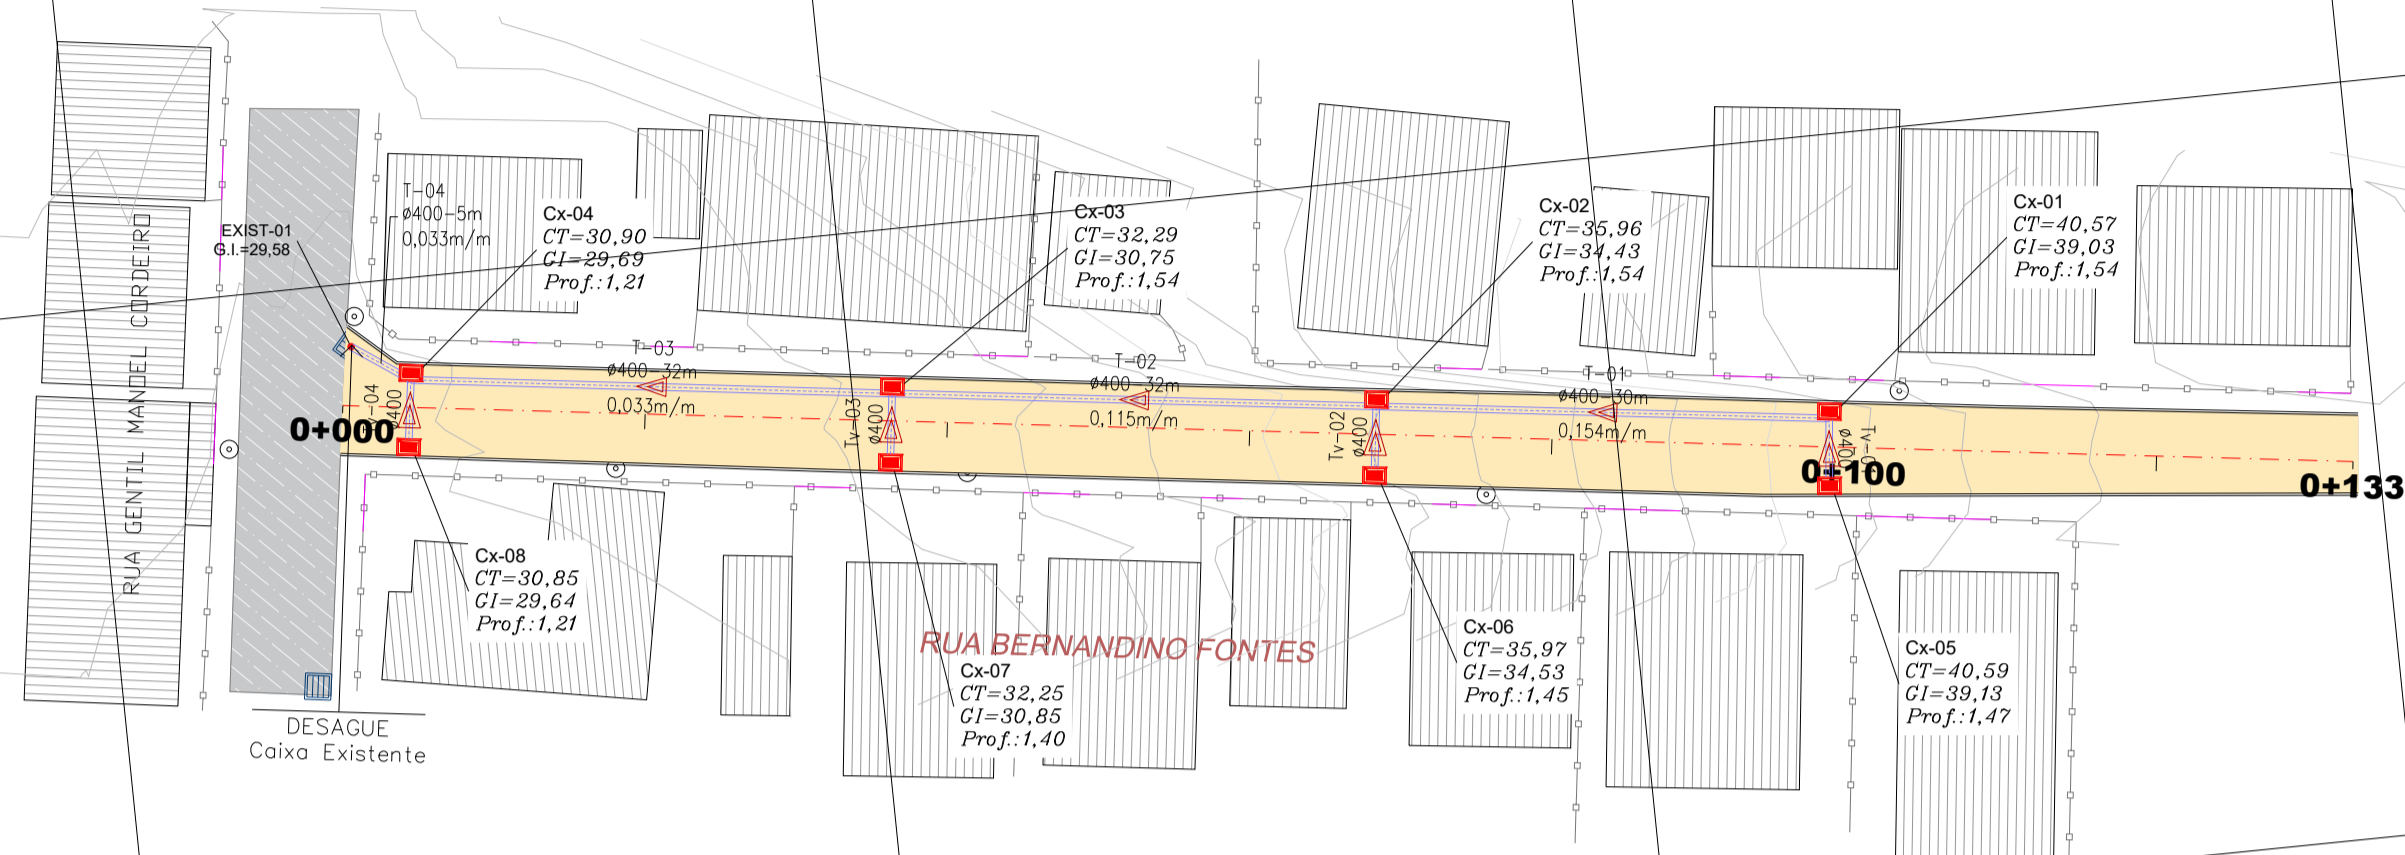 T-04
ø400-5m
0,033m/m
EXIST-01
G.I.=29,58
Cx-04
CT=30,90
GI=29,69
Prof.:1,21
Cx-03
CT=32,29
GI=30,75
Prof.:1,54
Cx-02
CT=35,96
GI=34,43
Prof.:1,54
Cx-01
CT=40,57
GI=39,03
Prof.:1,54
RUA GENTIL MANOEL CORDEIRO
T-03
ø400-32m
0,033m/m
T-02
ø400-32m
0,115m/m
T-01
ø400-30m
0,154m/m
Tv-04
ø400
Tv-03
ø400
Tv-02
ø400
Tv-01
ø400
0+000
0+100
0+133
Cx-08
CT=30,85
GI=29,64
Prof.:1,21
RUA BERNANDINO FONTES
Cx-07
CT=32,25
GI=30,85
Prof.:1,40
Cx-06
CT=35,97
GI=34,53
Prof.:1,45
Cx-05
CT=40,59
GI=39,13
Prof.:1,47
DESAGUE
Caixa Existente